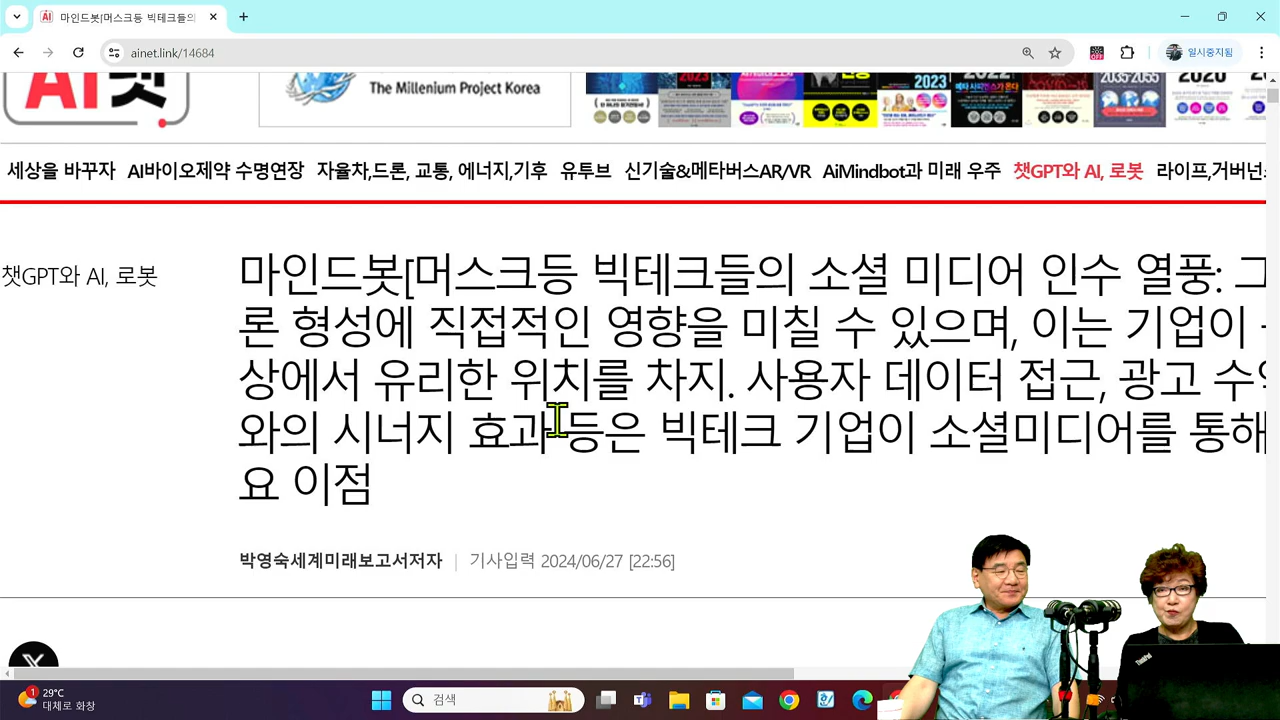 마인드봇[머스크등 빅테크들의
ainet.link/14684
OFF
일시중지됨
AI넷
The Millenium Project Korea
2023
2023
2022
2035-2055
세상을 바꾸자 AI바이오제약 수명연장 자율차,드론, 교통, 에너지,기후 유투브 신기술&메타버스AR/VR AiMindbot과 미래 우주 챗GPT와 AI, 로봇 라이프,거버넌
챗GPT와 AI, 로봇
마인드봇[머스크등 빅테크들의 소셜 미디어 인수 열풍: 그
론 형성에 직접적인 영향을 미칠 수 있으며, 이는 기업이
상에서 유리한 위치를 차지. 사용자 데이터 접근, 광고 수
와의 시너지 효과 등은 빅테크 기업이 소셜미디어를 통해
요 이점
박영숙세계미래보고서저자 | 기사입력 2024/06/27 [22:56]
X
1
29°C
대체로 화창
검색
ThinkPad